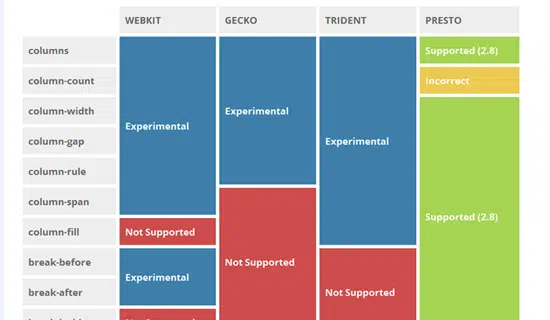 WEBKIT GECKO TRIDENT PRESTO
columns Supported (2.8)
column-count Incorrect
column-width
Experimental Experimental
column-gap Experimental
column-rule
column-span Supported (2.8)
column-fill Not Supported
break-before Not Supported
Experimental
break-after Not Supported